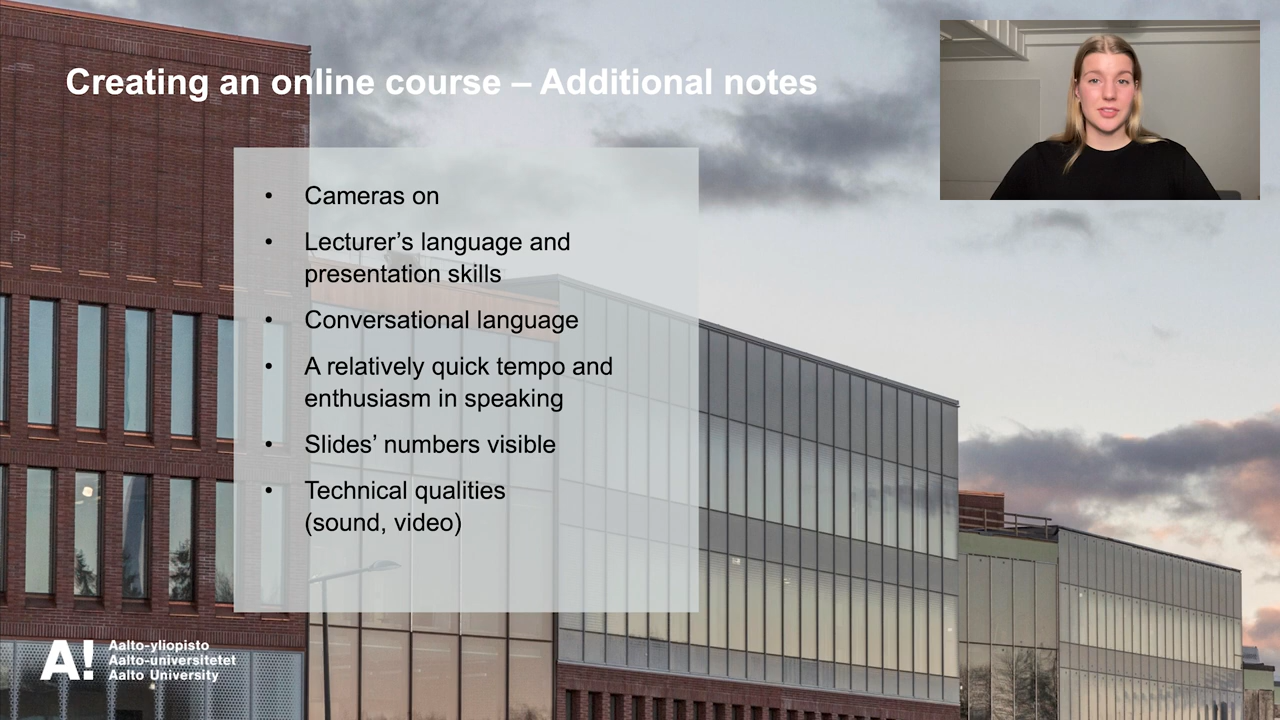 Creating an online course – Additional notes
• Cameras on
• Lecturer’s language and
presentation skills
• Conversational language
• A relatively quick tempo and
enthusiasm in speaking
• Slides’ numbers visible
• Technical qualities
(sound, video)
A!
Aalto-yliopisto
Aalto-universitetet
Aalto University